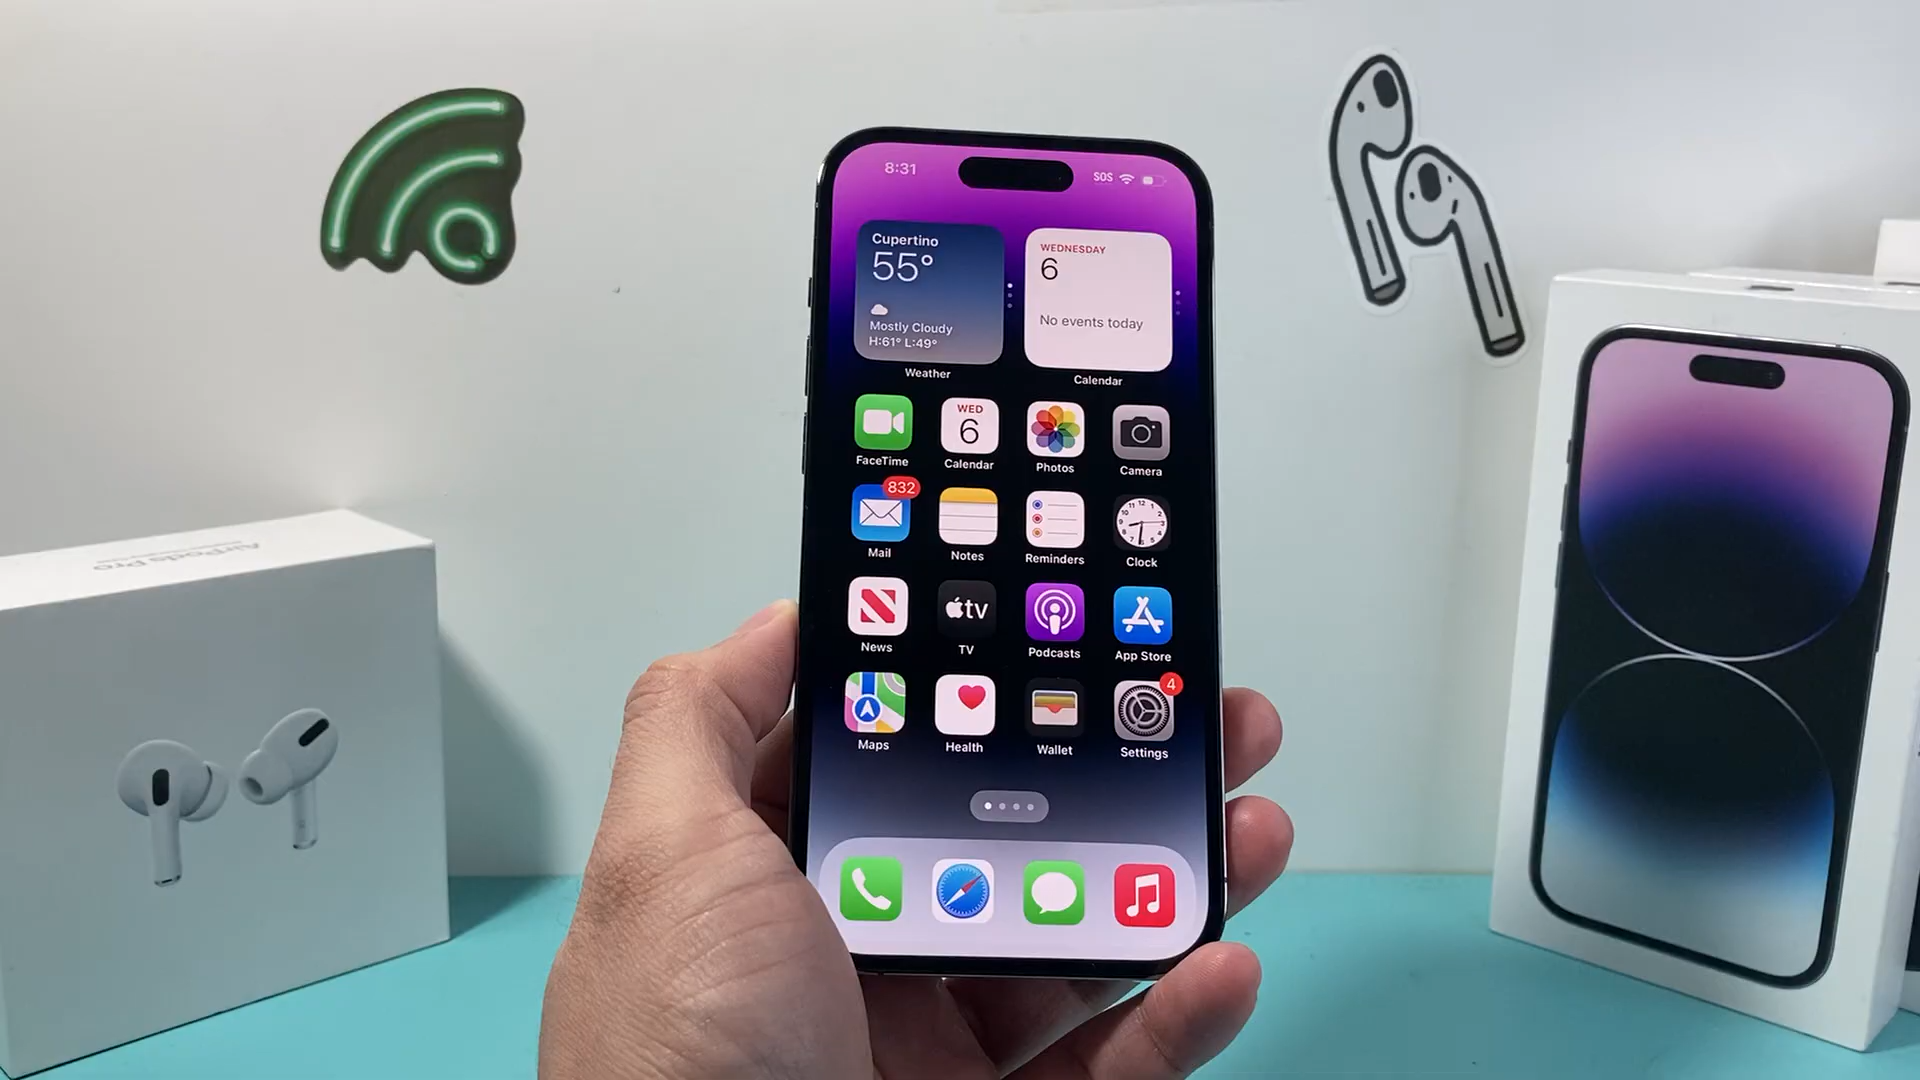 8:31
SOS
Cupertino
55°
Mostly Cloudy
H:61° L:49°
Weather
WEDNESDAY
6
No events today
Calendar
FaceTime
WED
6
Calendar
Photos
Camera
832
Mail
Notes
Reminders
Clock
News
tv
TV
Podcasts
App Store
Maps
Health
Wallet
4
Settings
AirPods Pro